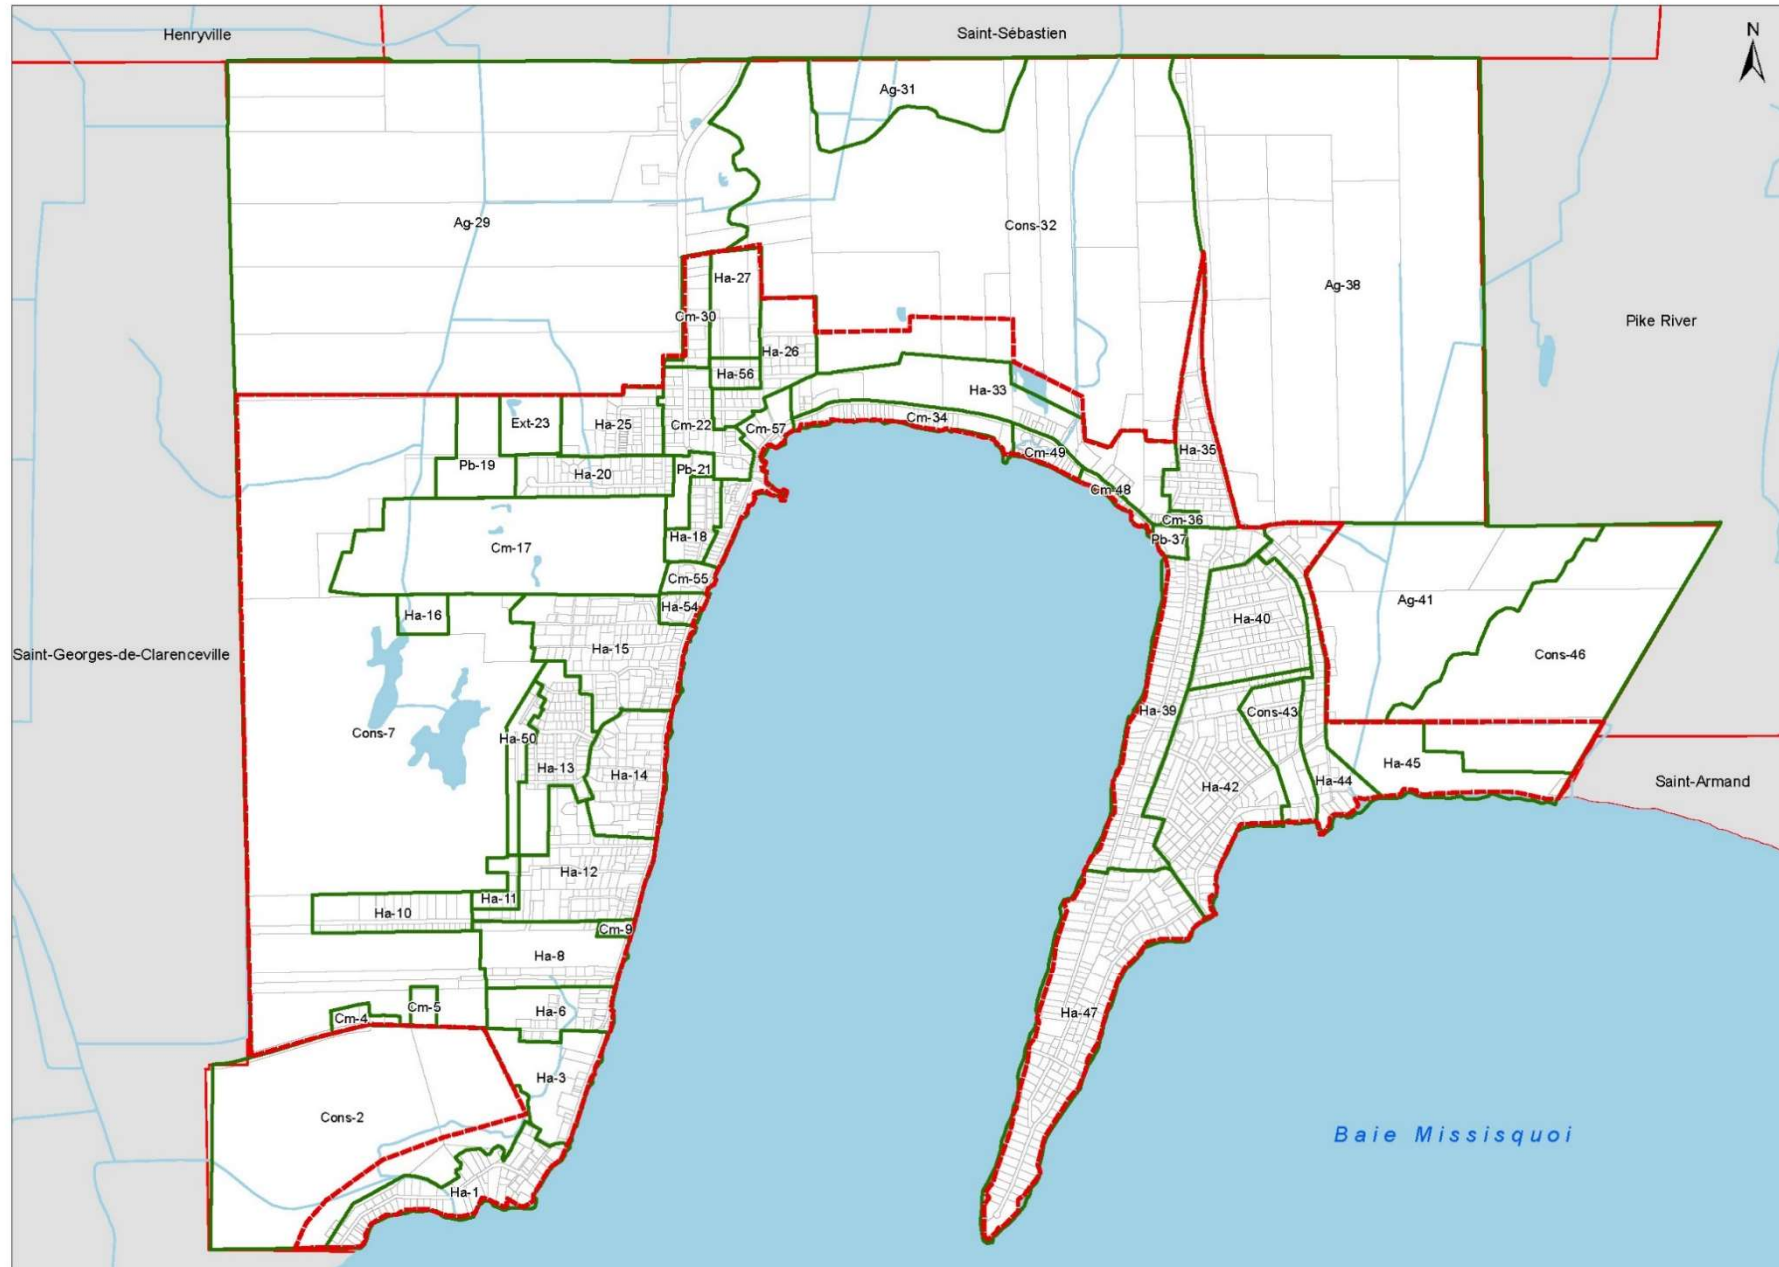 Henryville
Saint-Sébastien
N
Ag-31
Ag-29
Cons-32
Ha-27
Ag-38
Cm-30
Pike River
Ha-26
Ha-56
Ha-33
Ext-23
Ha-25
Cm-22
Cm-57
Cm-34
Cm-49
Ha-35
Pb-19
Ha-20
Pb-21
Cm-48
Cm-36
Cm-17
Ha-18
Pb-37
Cm-55
Ha-16
Ha-54
Ag-41
Ha-40
Saint-Georges-de-Clarenceville
Ha-15
Cons-46
Cons-7
Ha-50
Ha-39
Cons-43
Ha-13
Ha-14
Ha-42
Ha-44
Ha-45
Saint-Armand
Ha-12
Ha-11
Ha-10
Cm-9
Ha-8
Cm-5
Cm-4
Ha-6
Ha-47
Ha-3
Cons-2
Baie Missisquoi
Ha-1